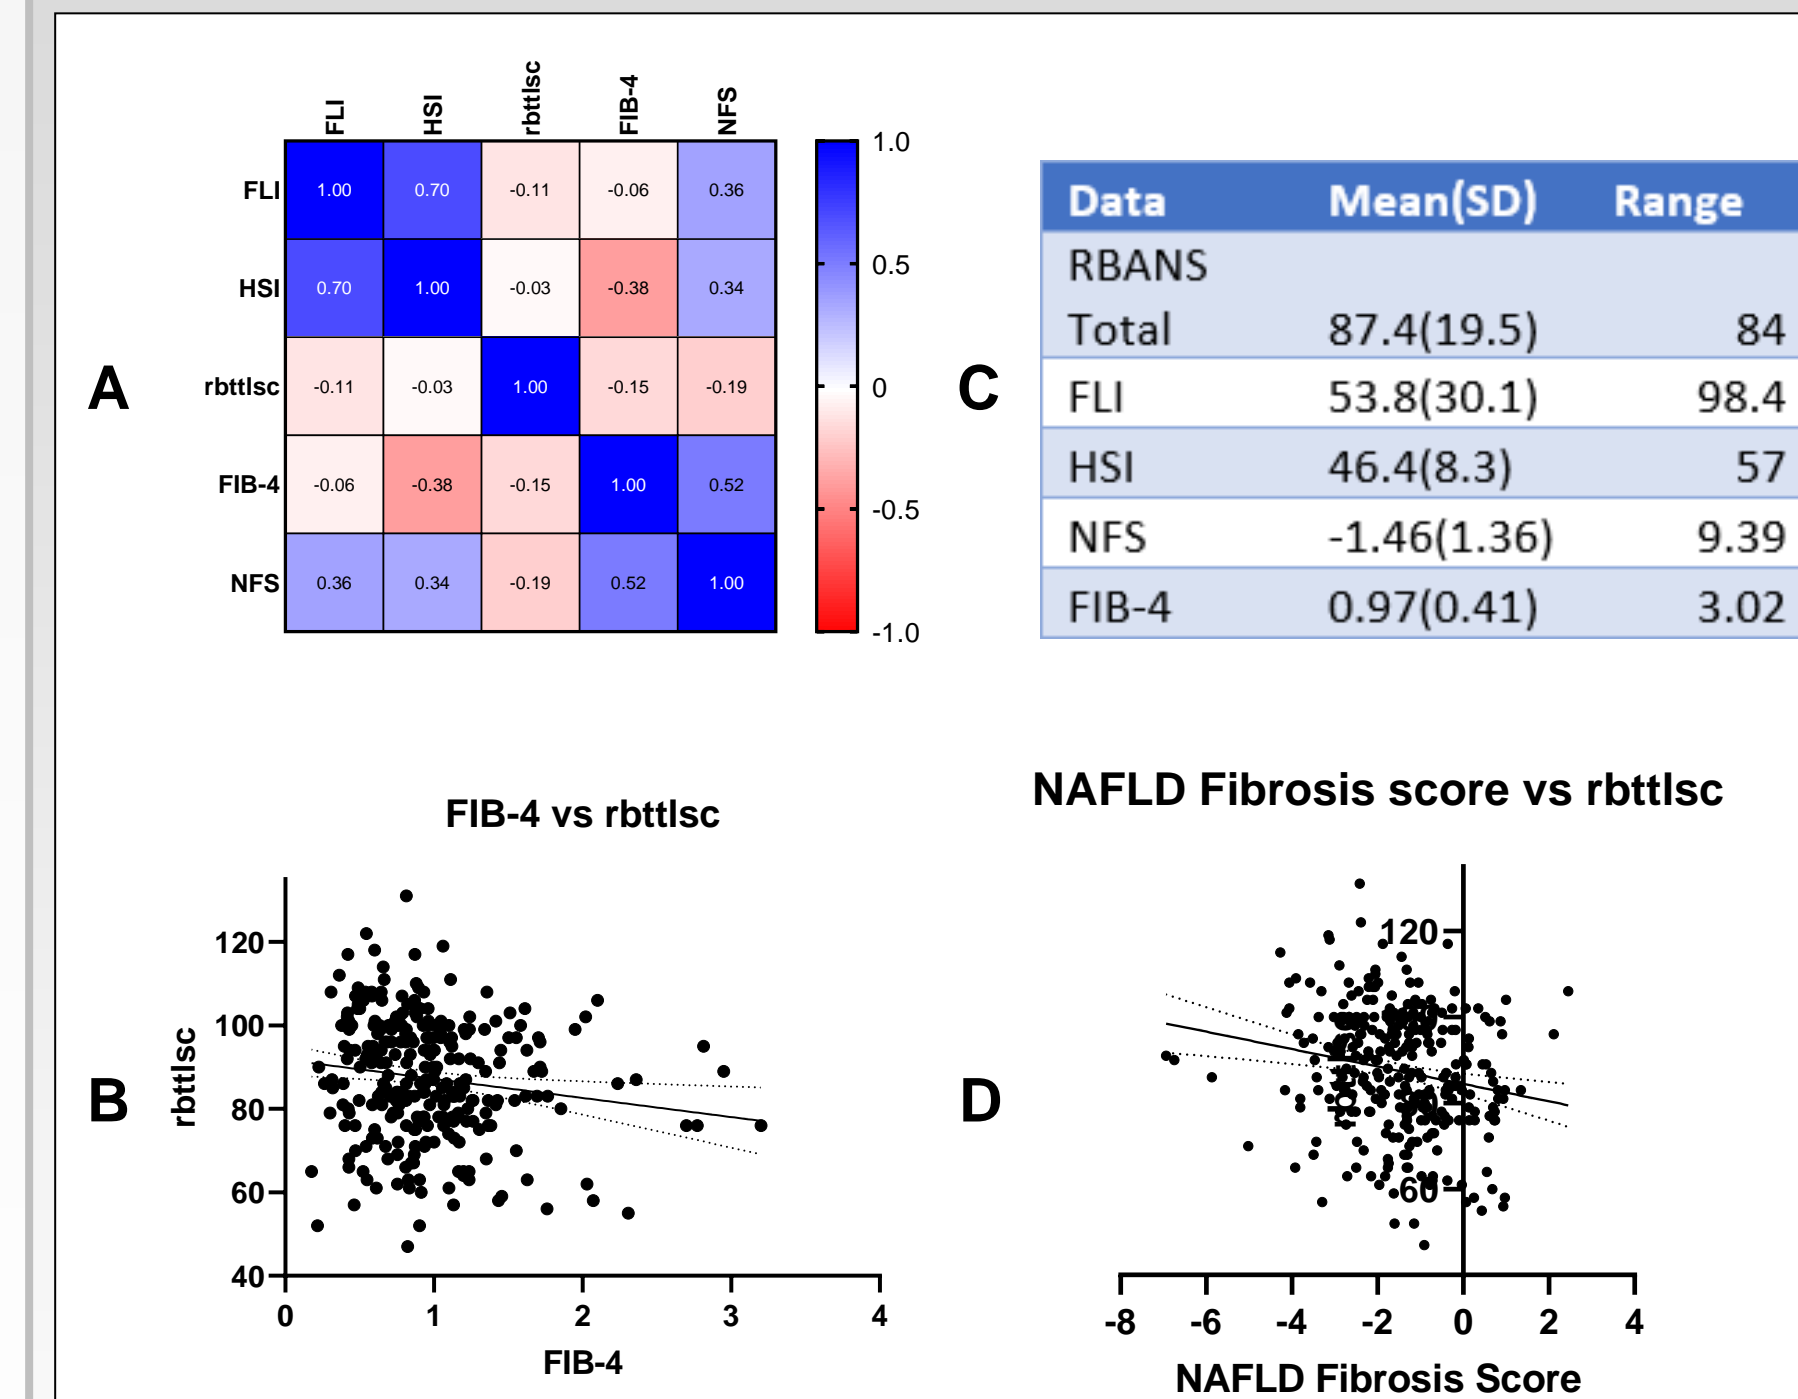 FLI HSI rbttlsc FIB-4 NFS
FLI 1.00 0.70 -0.11 -0.06 0.36
HSI 0.70 1.00 -0.03 -0.38 0.34
rbttlsc -0.11 -0.03 1.00 -0.15 -0.19
FIB-4 -0.06 -0.38 -0.15 1.00 0.52
NFS 0.36 0.34 -0.19 0.52 1.00
1.0
0.5
0
-0.5
-1.0
A
C
Data Mean(SD) Range
RBANS
Total 87.4(19.5) 84
FLI 53.8(30.1) 98.4
HSI 46.4(8.3) 57
NFS -1.46(1.36) 9.39
FIB-4 0.97(0.41) 3.02
FIB-4 vs rbttlsc
B
rbttlsc
120
100
80
60
40
0 1 2 3 4
FIB-4
NAFLD Fibrosis score vs rbttlsc
D
120
60
-8 -6 -4 -2 0 2 4
NAFLD Fibrosis Score